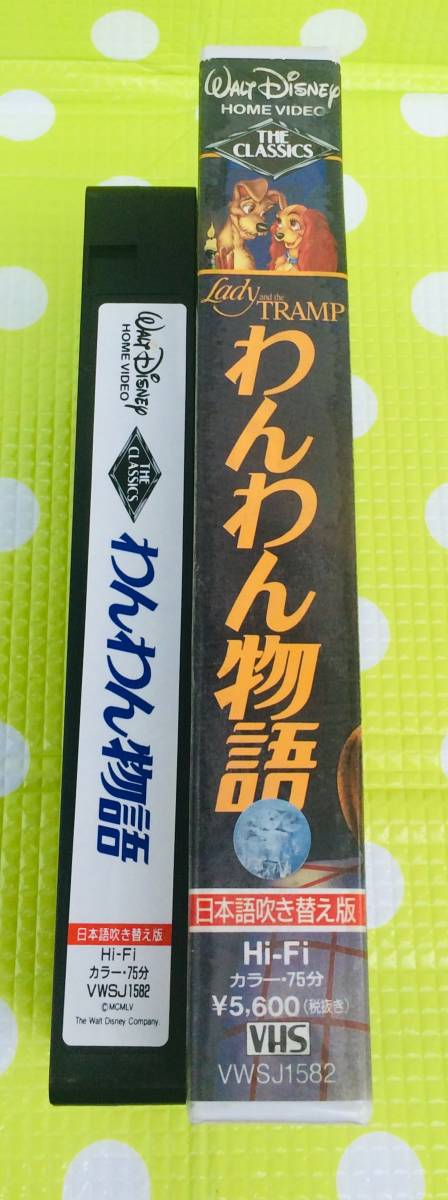 WALT DISNEY
HOME VIDEO
THE
CLASSICS
わんわん物語
日本語吹き替え版
Hi-Fi
カラー・75分
VWSJ1582
©MCMLV
The Walt Disney Company.
WALT DISNEY
HOME VIDEO
THE
CLASSICS
Lady and the
TRAMP
わんわん物語
日本語吹き替え版
Hi-Fi
カラー・75分
¥5,600(税抜き)
VHS
VWSJ1582